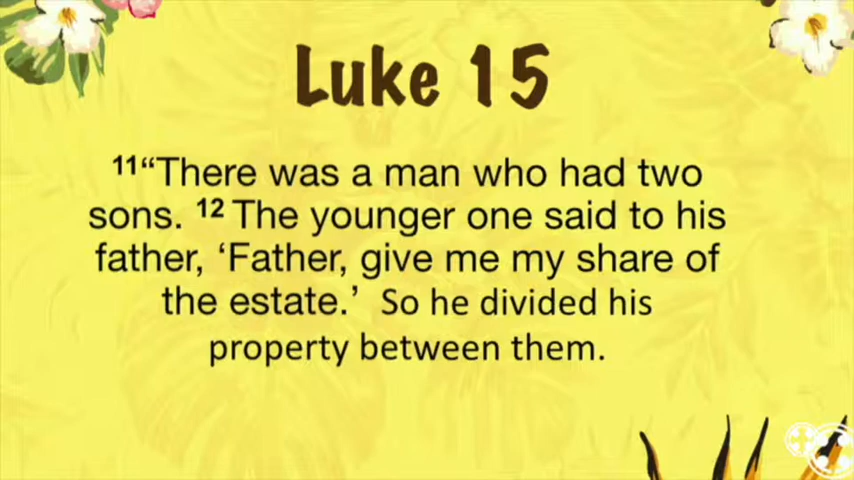 Luke 15
11“There was a man who had two
sons. 12 The younger one said to his
father, ‘Father, give me my share of
the estate.’ So he divided his
property between them.